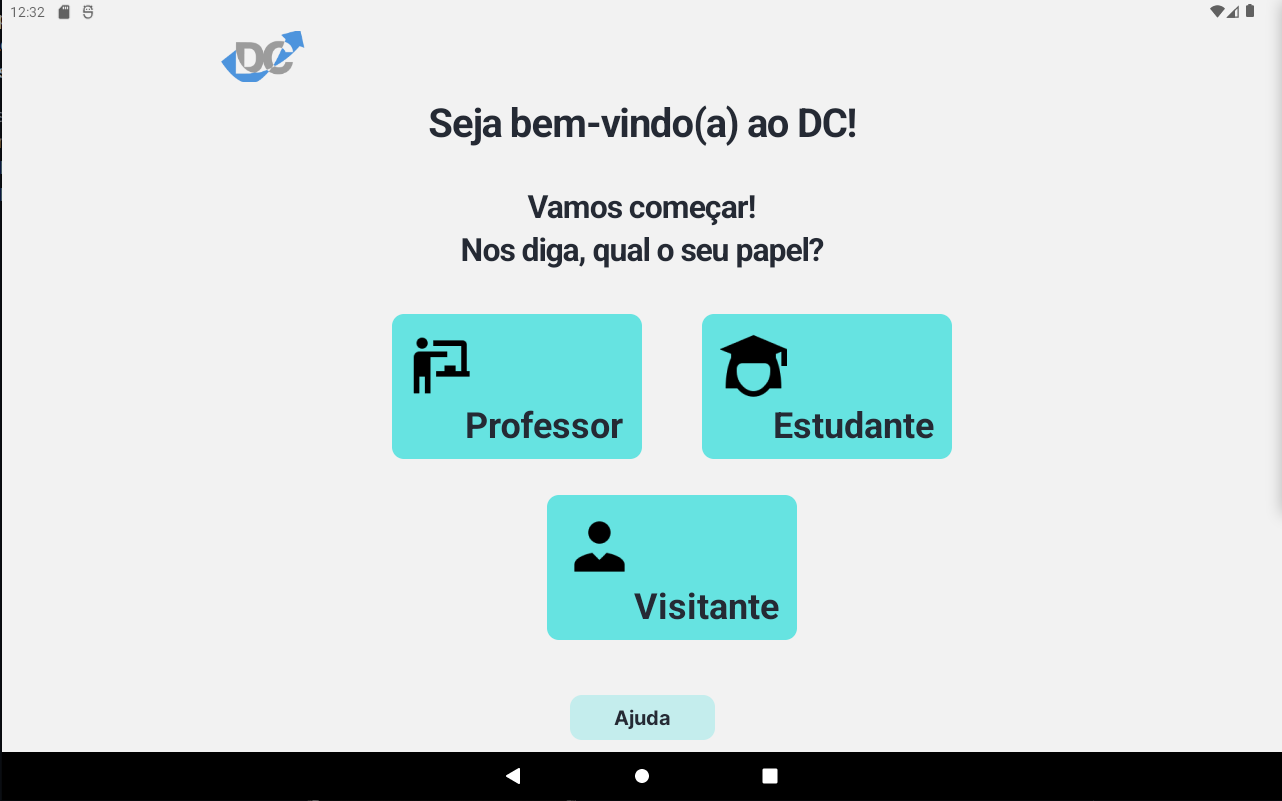 12:32
DC
Seja bem-vindo(a) ao DC!
Vamos começar!
Nos diga, qual o seu papel?
Professor
Estudante
Visitante
Ajuda